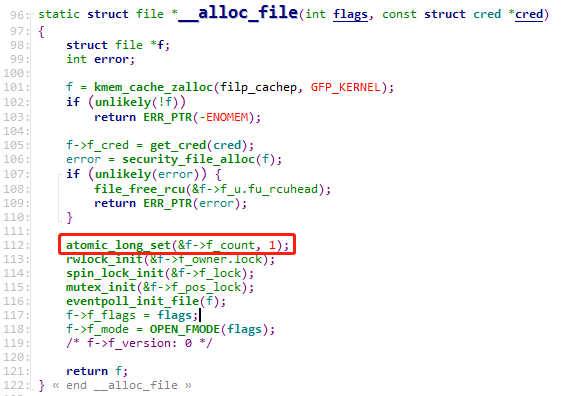 96: static struct file *__alloc_file(int flags, const struct cred *cred)
97: {
98: struct file *f;
99: int error;
100:
101: f = kmem_cache_zalloc(filp_cachep, GFP_KERNEL);
102: if (unlikely(!f))
103: return ERR_PTR(-ENOMEM);
104:
105: f->f_cred = get_cred(cred);
106: error = security_file_alloc(f);
107: if (unlikely(error)) {
108: file_free_rcu(&f->f_u.fu_rcuhead);
109: return ERR_PTR(error);
110: }
111:
112: atomic_long_set(&f->f_count, 1);
113: rwlock_init(&f->f_owner.lock);
114: spin_lock_init(&f->f_lock);
115: mutex_init(&f->f_pos_lock);
116: eventpoll_init_file(f);
117: f->f_flags = flags;
118: f->f_mode = OPEN_FMODE(flags);
119: /* f->f_version: 0 */
120:
121: return f;
122: } « end __alloc_file »